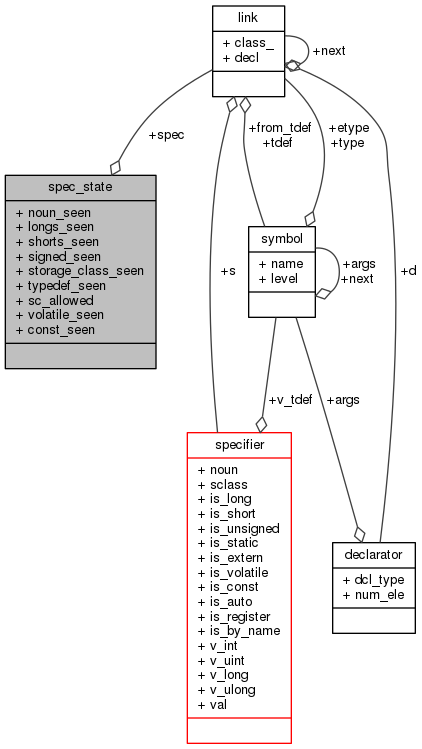 link
+ class_
+ decl
+next
+spec
+from_tdef
+tdef
+etype
+type
spec_state
+ noun_seen
+ longs_seen
+ shorts_seen
+ signed_seen
+ storage_class_seen
+ typedef_seen
+ sc_allowed
+ volatile_seen
+ const_seen
symbol
+ name
+ level
+args
+next
+s
+d
+v_tdef
+args
specifier
+ noun
+ sclass
+ is_long
+ is_short
+ is_unsigned
+ is_static
+ is_extern
+ is_volatile
+ is_const
+ is_auto
+ is_register
+ is_by_name
+ v_int
+ v_uint
+ v_long
+ v_ulong
+ val
declarator
+ dcl_type
+ num_ele